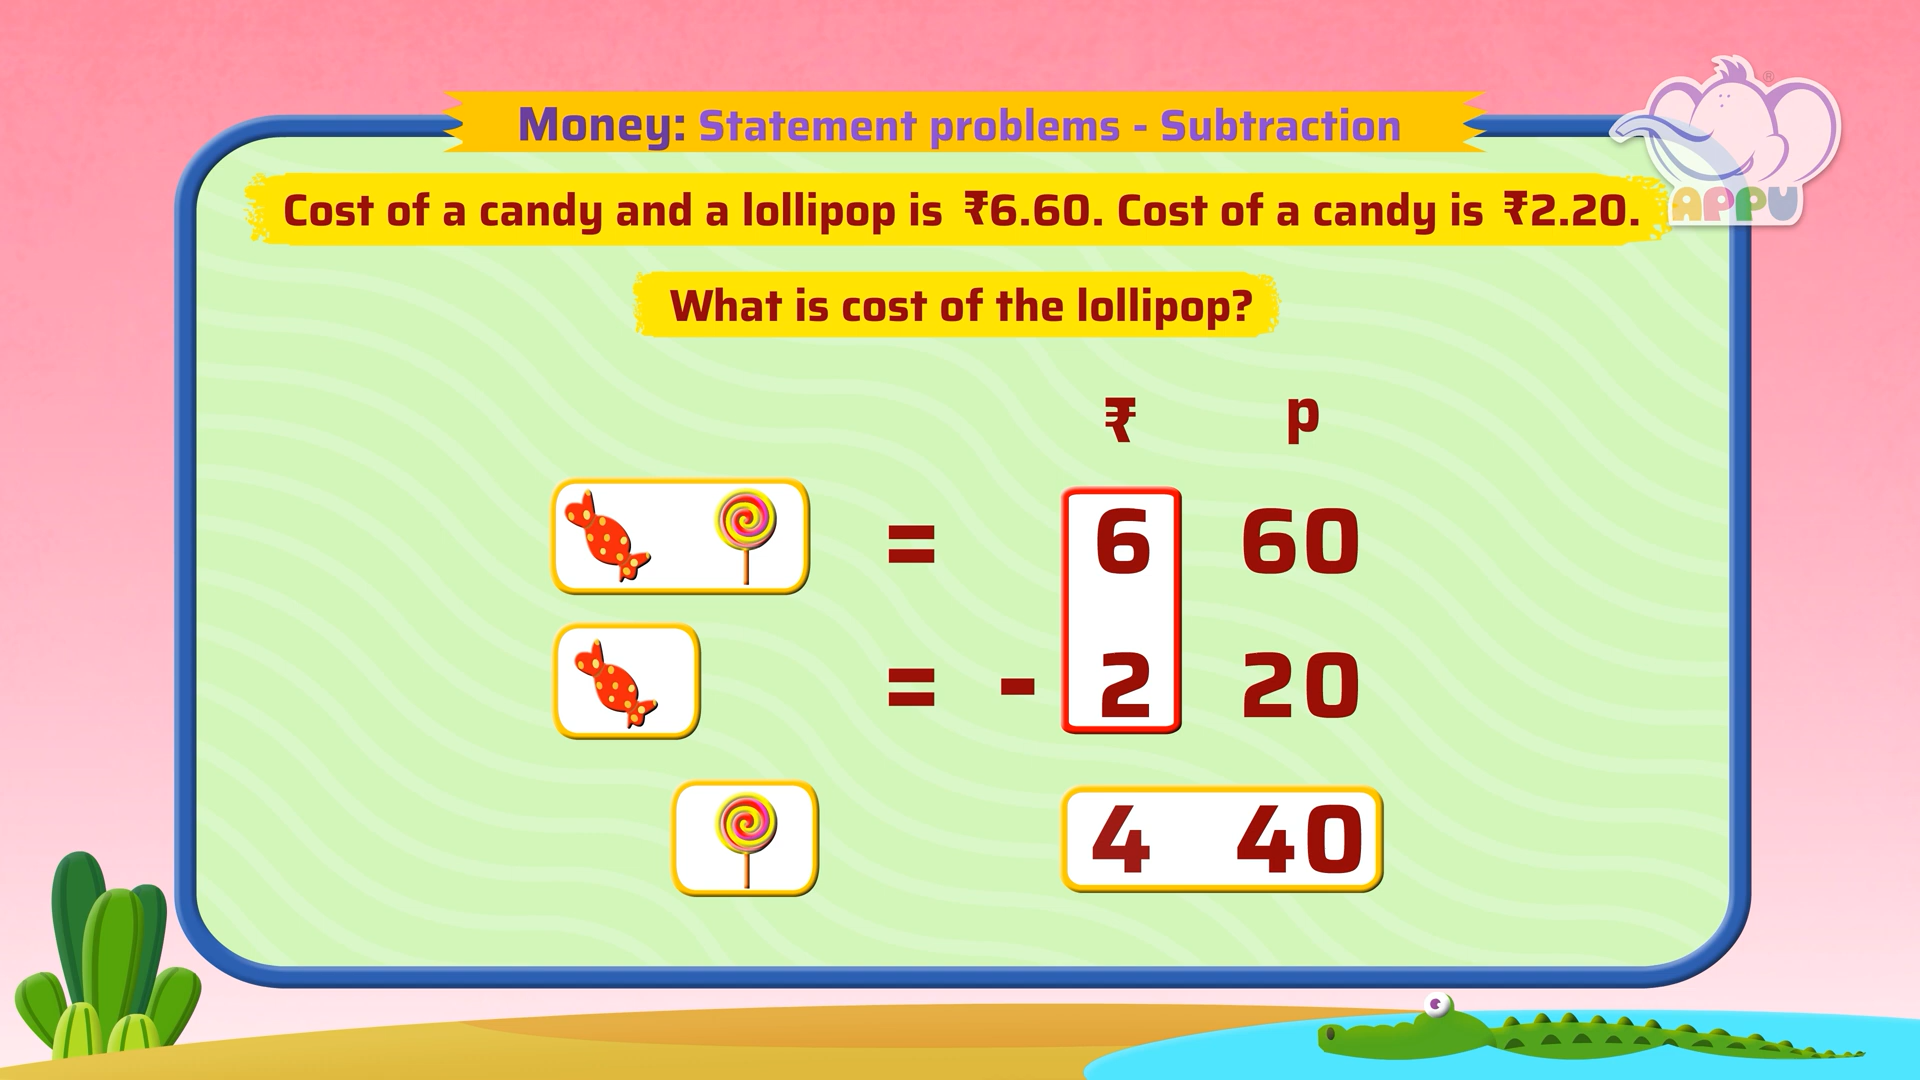 Money: Statement problems - Subtraction
®
APPU
Cost of a candy and a lollipop is ₹6.60. Cost of a candy is ₹2.20.
What is cost of the lollipop?
₹ p
= 6 60
= - 2 20
4 40